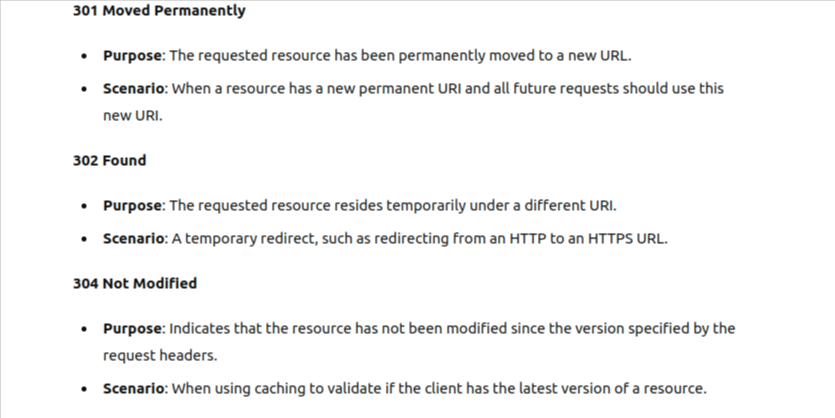 301 Moved Permanently
• Purpose: The requested resource has been permanently moved to a new URL.
• Scenario: When a resource has a new permanent URI and all future requests should use this
new URI.
302 Found
• Purpose: The requested resource resides temporarily under a different URI.
• Scenario: A temporary redirect, such as redirecting from an HTTP to an HTTPS URL.
304 Not Modified
• Purpose: Indicates that the resource has not been modified since the version specified by the
request headers.
• Scenario: When using caching to validate if the client has the latest version of a resource.